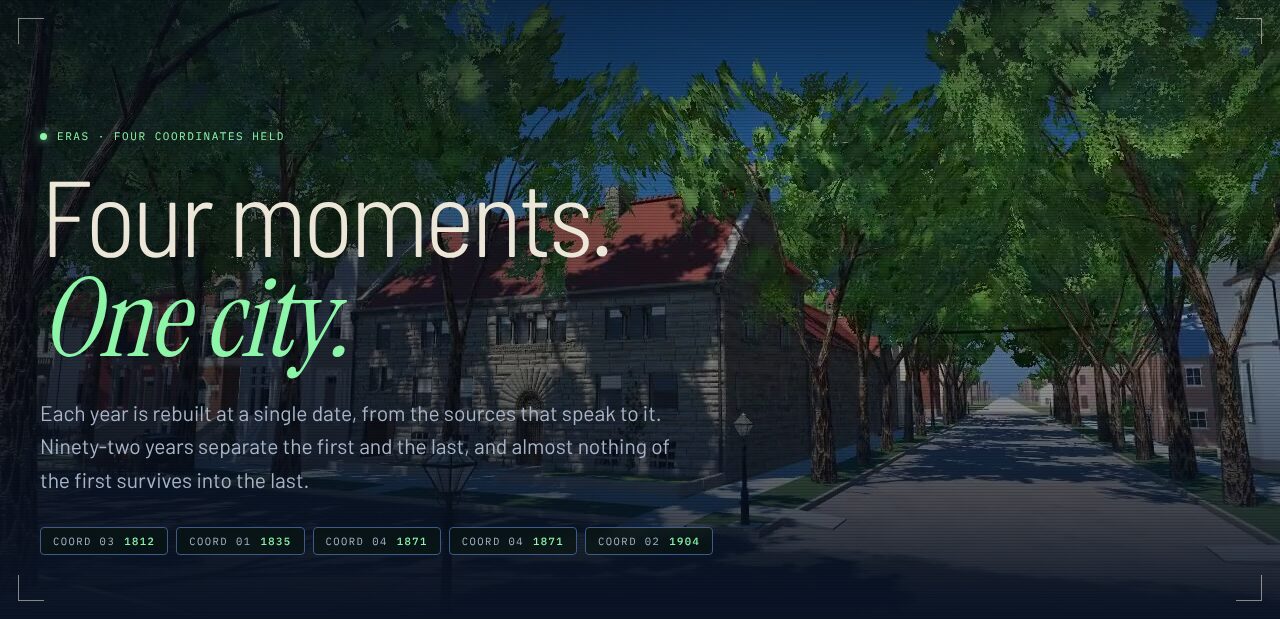 ERAS · FOUR COORDINATES HELD
Four moments.
One city.
Each year is rebuilt at a single date, from the sources that speak to it.
Ninety-two years separate the first and the last, and almost nothing of
the first survives into the last.
COORD 03 1812 COORD 01 1835 COORD 04 1871 COORD 04 1871 COORD 02 1904